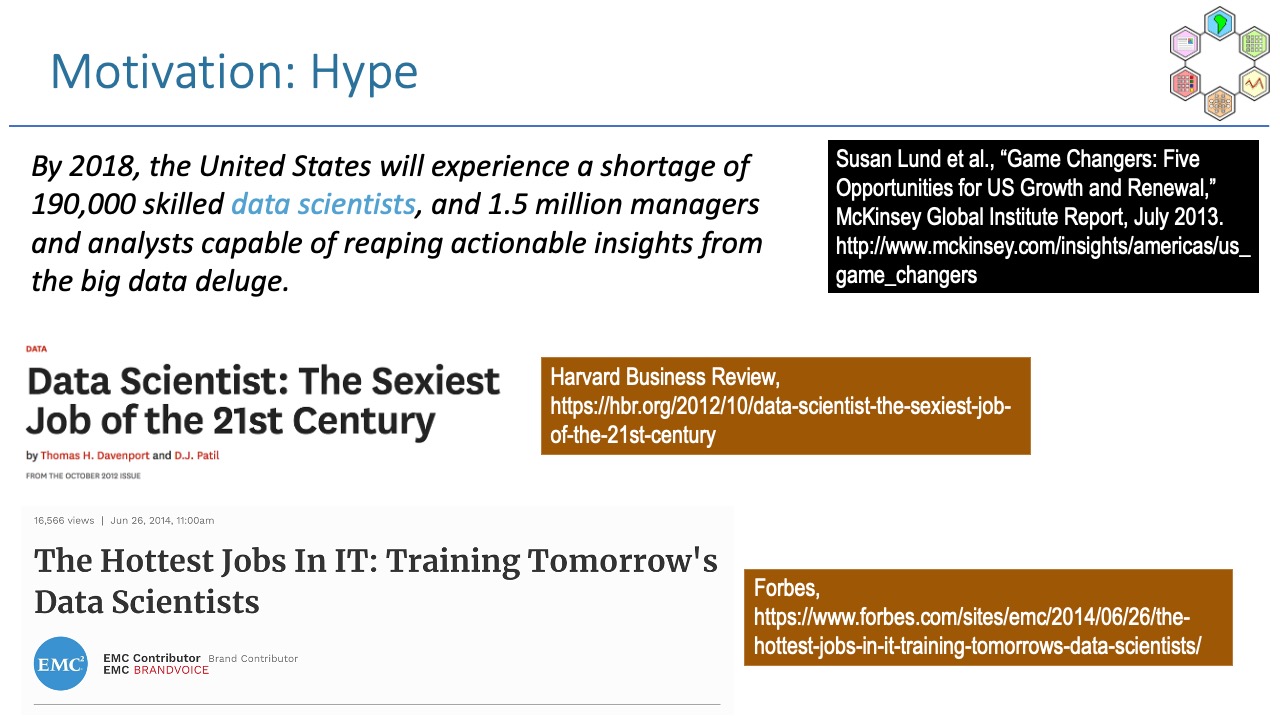 Motivation: Hype
By 2018, the United States will experience a shortage of
190,000 skilled data scientists, and 1.5 million managers
and analysts capable of reaping actionable insights from
the big data deluge.
Susan Lund et al., “Game Changers: Five
Opportunities for US Growth and Renewal,”
McKinsey Global Institute Report, July 2013.
http://www.mckinsey.com/insights/americas/us_
game_changers
DATA
Data Scientist: The Sexiest
Job of the 21st Century
by Thomas H. Davenport and D.J. Patil
FROM THE OCTOBER 2012 ISSUE
Harvard Business Review,
https://hbr.org/2012/10/data-scientist-the-sexiest-job-
of-the-21st-century
16,566 views | Jun 26, 2014, 11:00am
The Hottest Jobs In IT: Training Tomorrow's
Data Scientists
EMC²
EMC Contributor Brand Contributor
EMC BRANDVOICE
Forbes,
https://www.forbes.com/sites/emc/2014/06/26/the-
hottest-jobs-in-it-training-tomorrows-data-scientists/